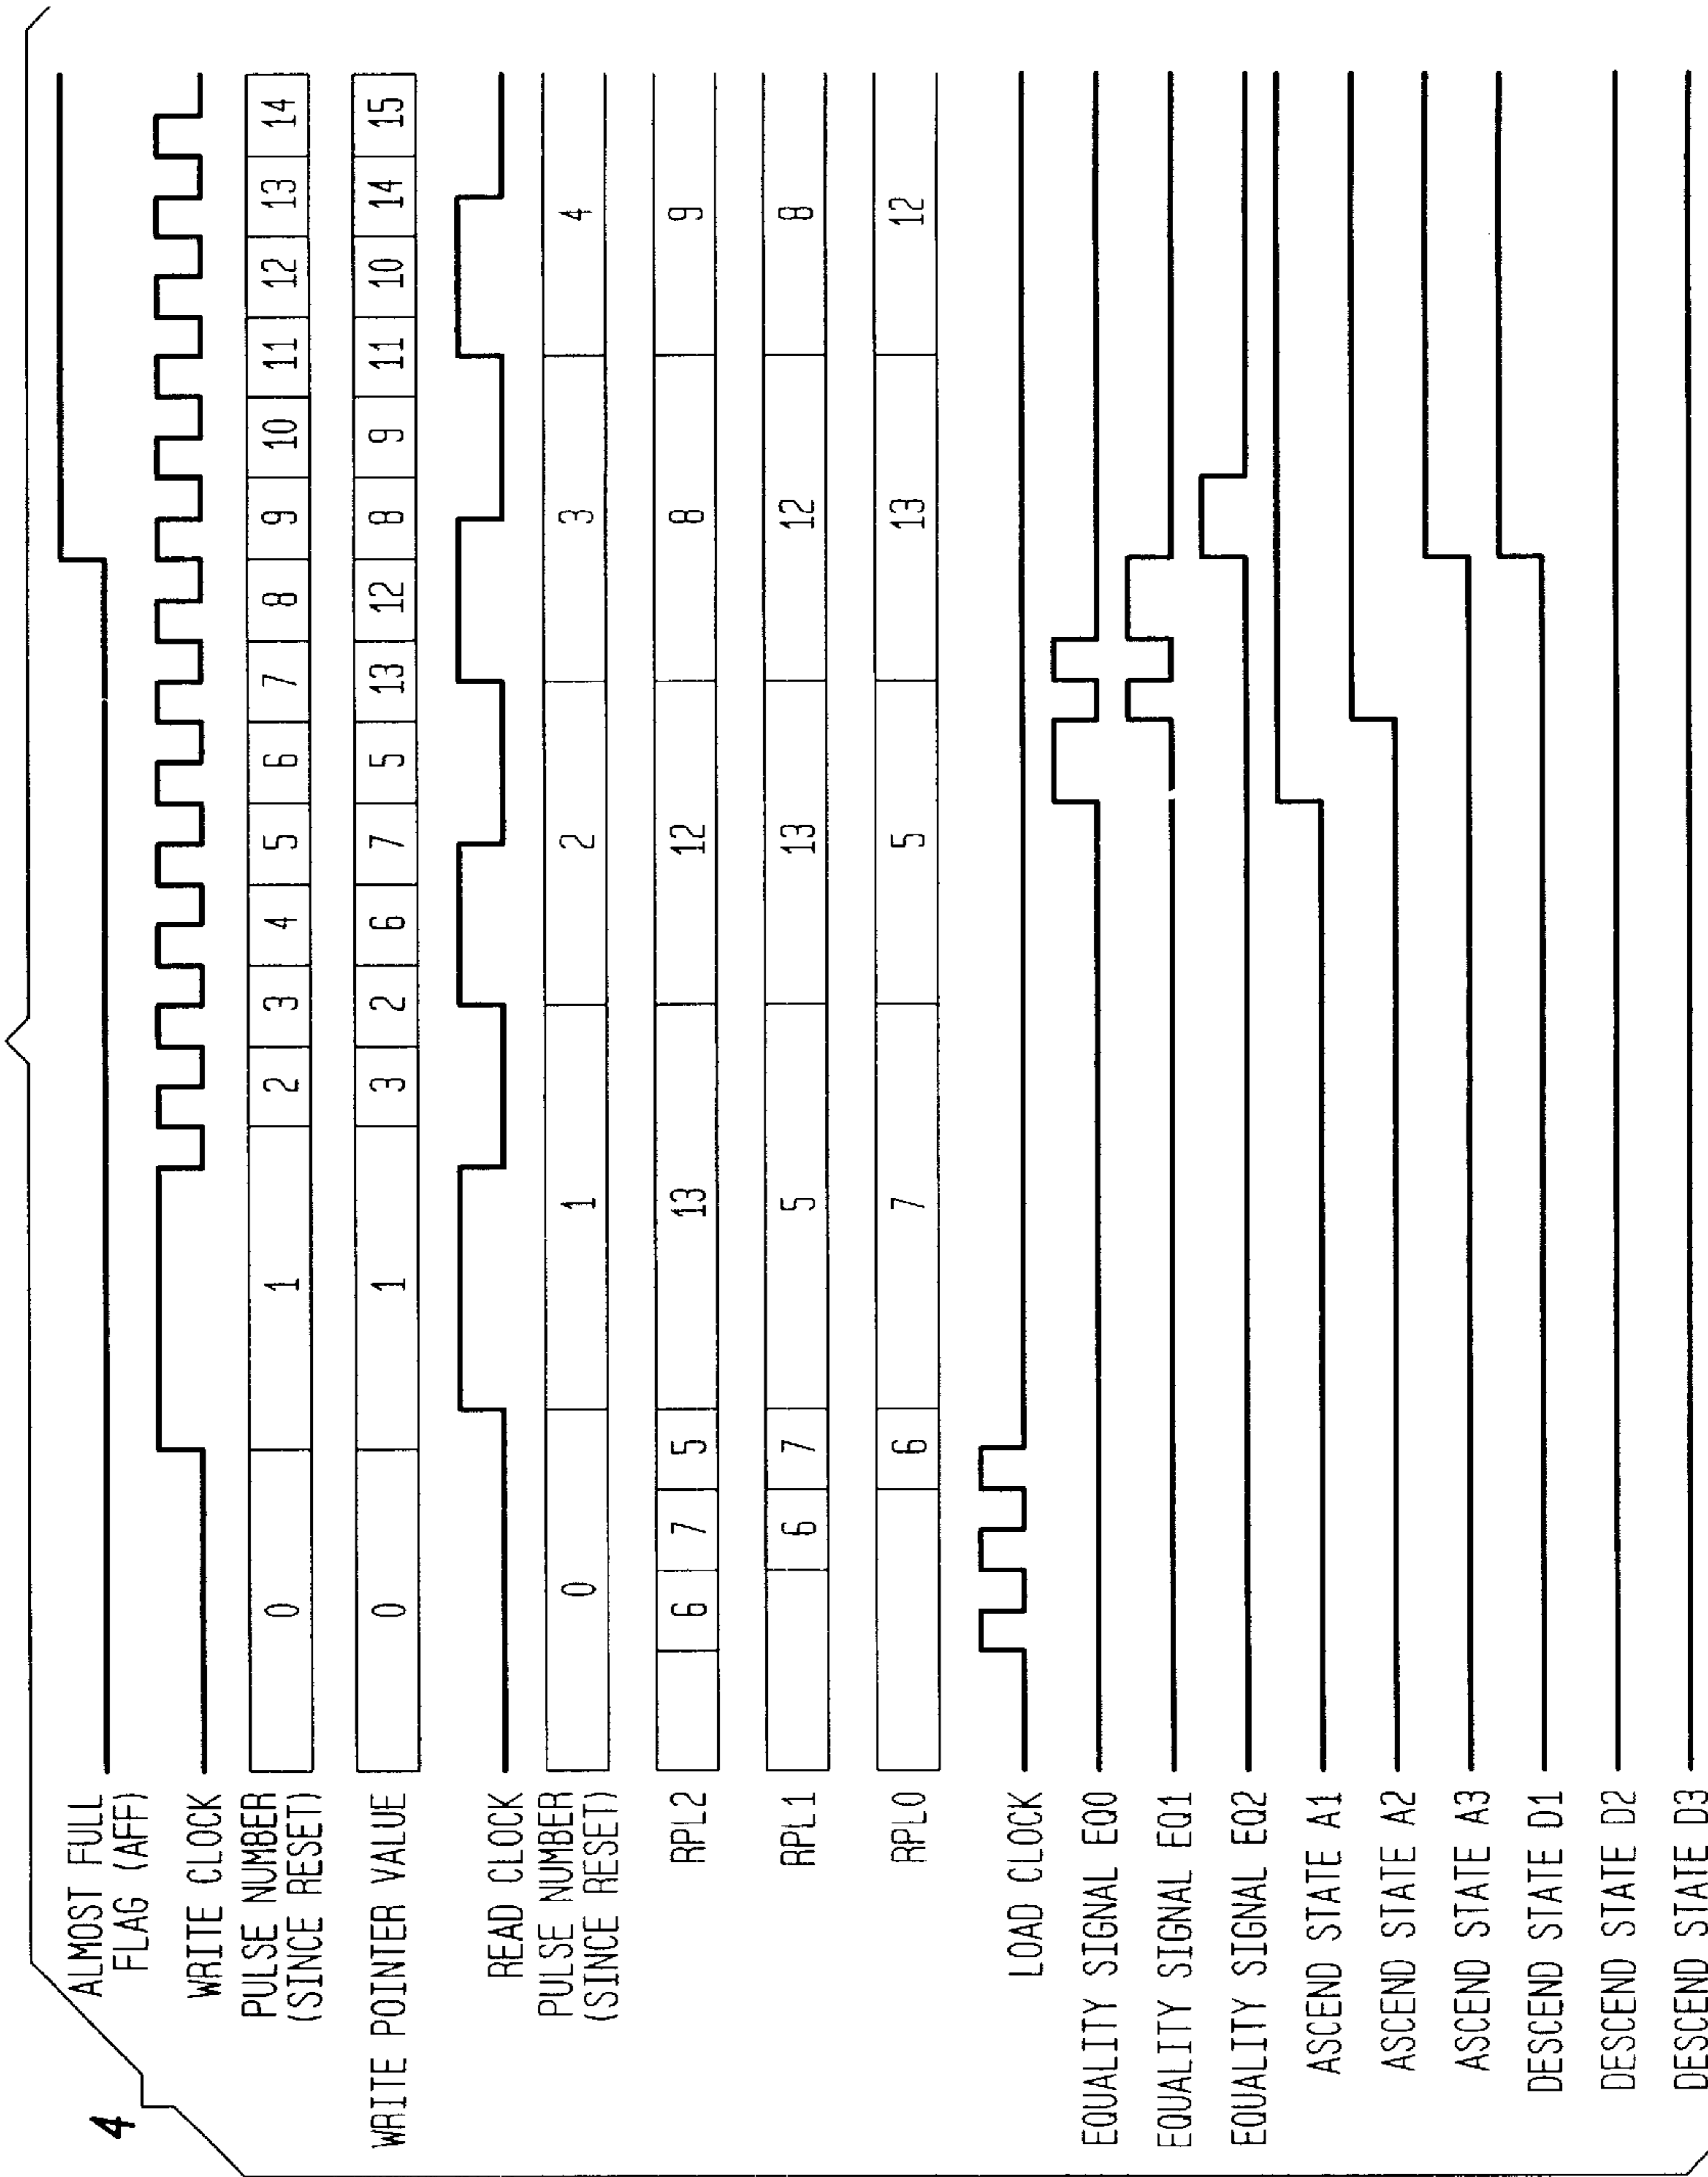 4
ALMOST FULL
FLAG (AFF)
WRITE CLOCK
PULSE NUMBER
(SINCE RESET)
0 1 2 3 4 5 6 7 8 9 10 11 12 13 14
WRITE POINTER VALUE
0 1 3 2 6 7 5 13 12 8 9 11 10 14 15
READ CLOCK
PULSE NUMBER
(SINCE RESET)
0 1 2 3 4
RPL2
6 7 5 13 12 8 9
RPL1
6 7 5 13 12 8
RPL0
6 7 5 13 12
LOAD CLOCK
EQUALITY SIGNAL EQ0
EQUALITY SIGNAL EQ1
EQUALITY SIGNAL EQ2
ASCEND STATE A1
ASCEND STATE A2
ASCEND STATE A3
DESCEND STATE D1
DESCEND STATE D2
DESCEND STATE D3